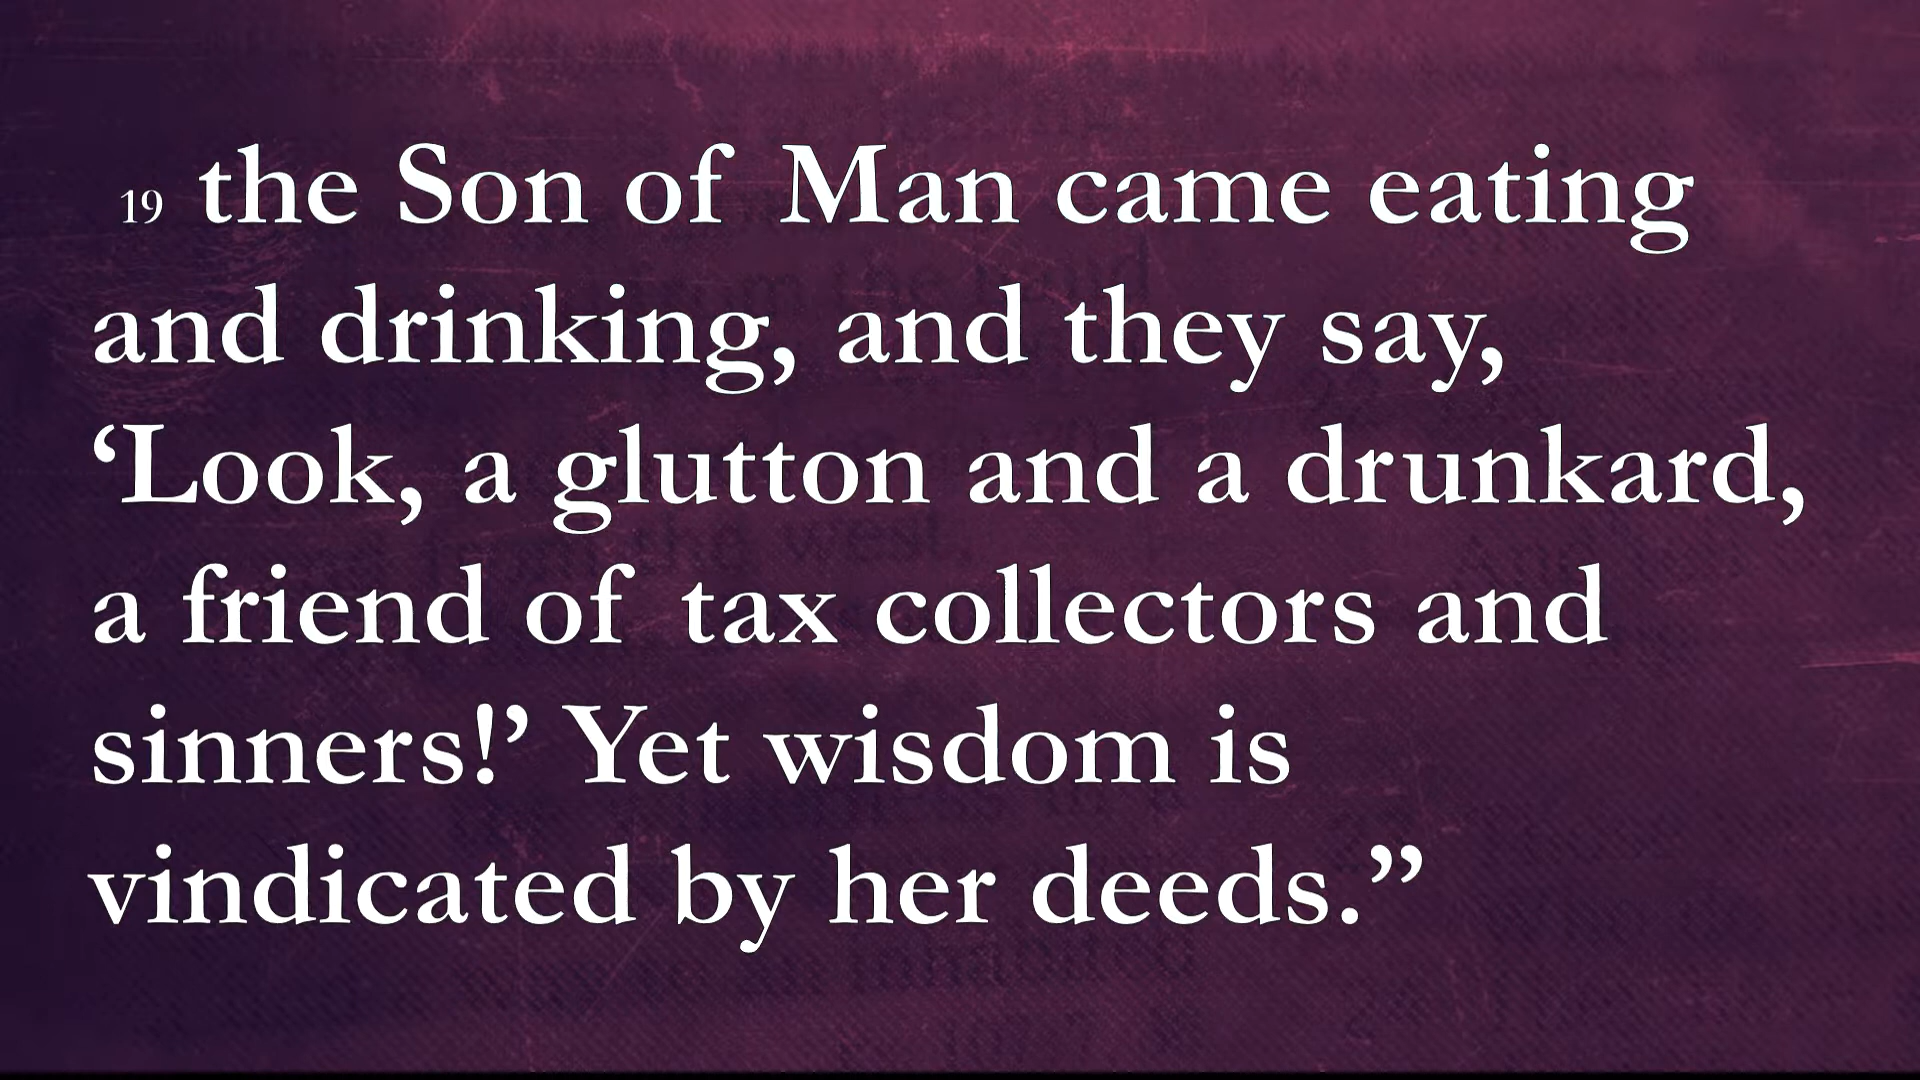 19 the Son of Man came eating
and drinking, and they say,
‘Look, a glutton and a drunkard,
a friend of tax collectors and
sinners!’ Yet wisdom is
vindicated by her deeds.”